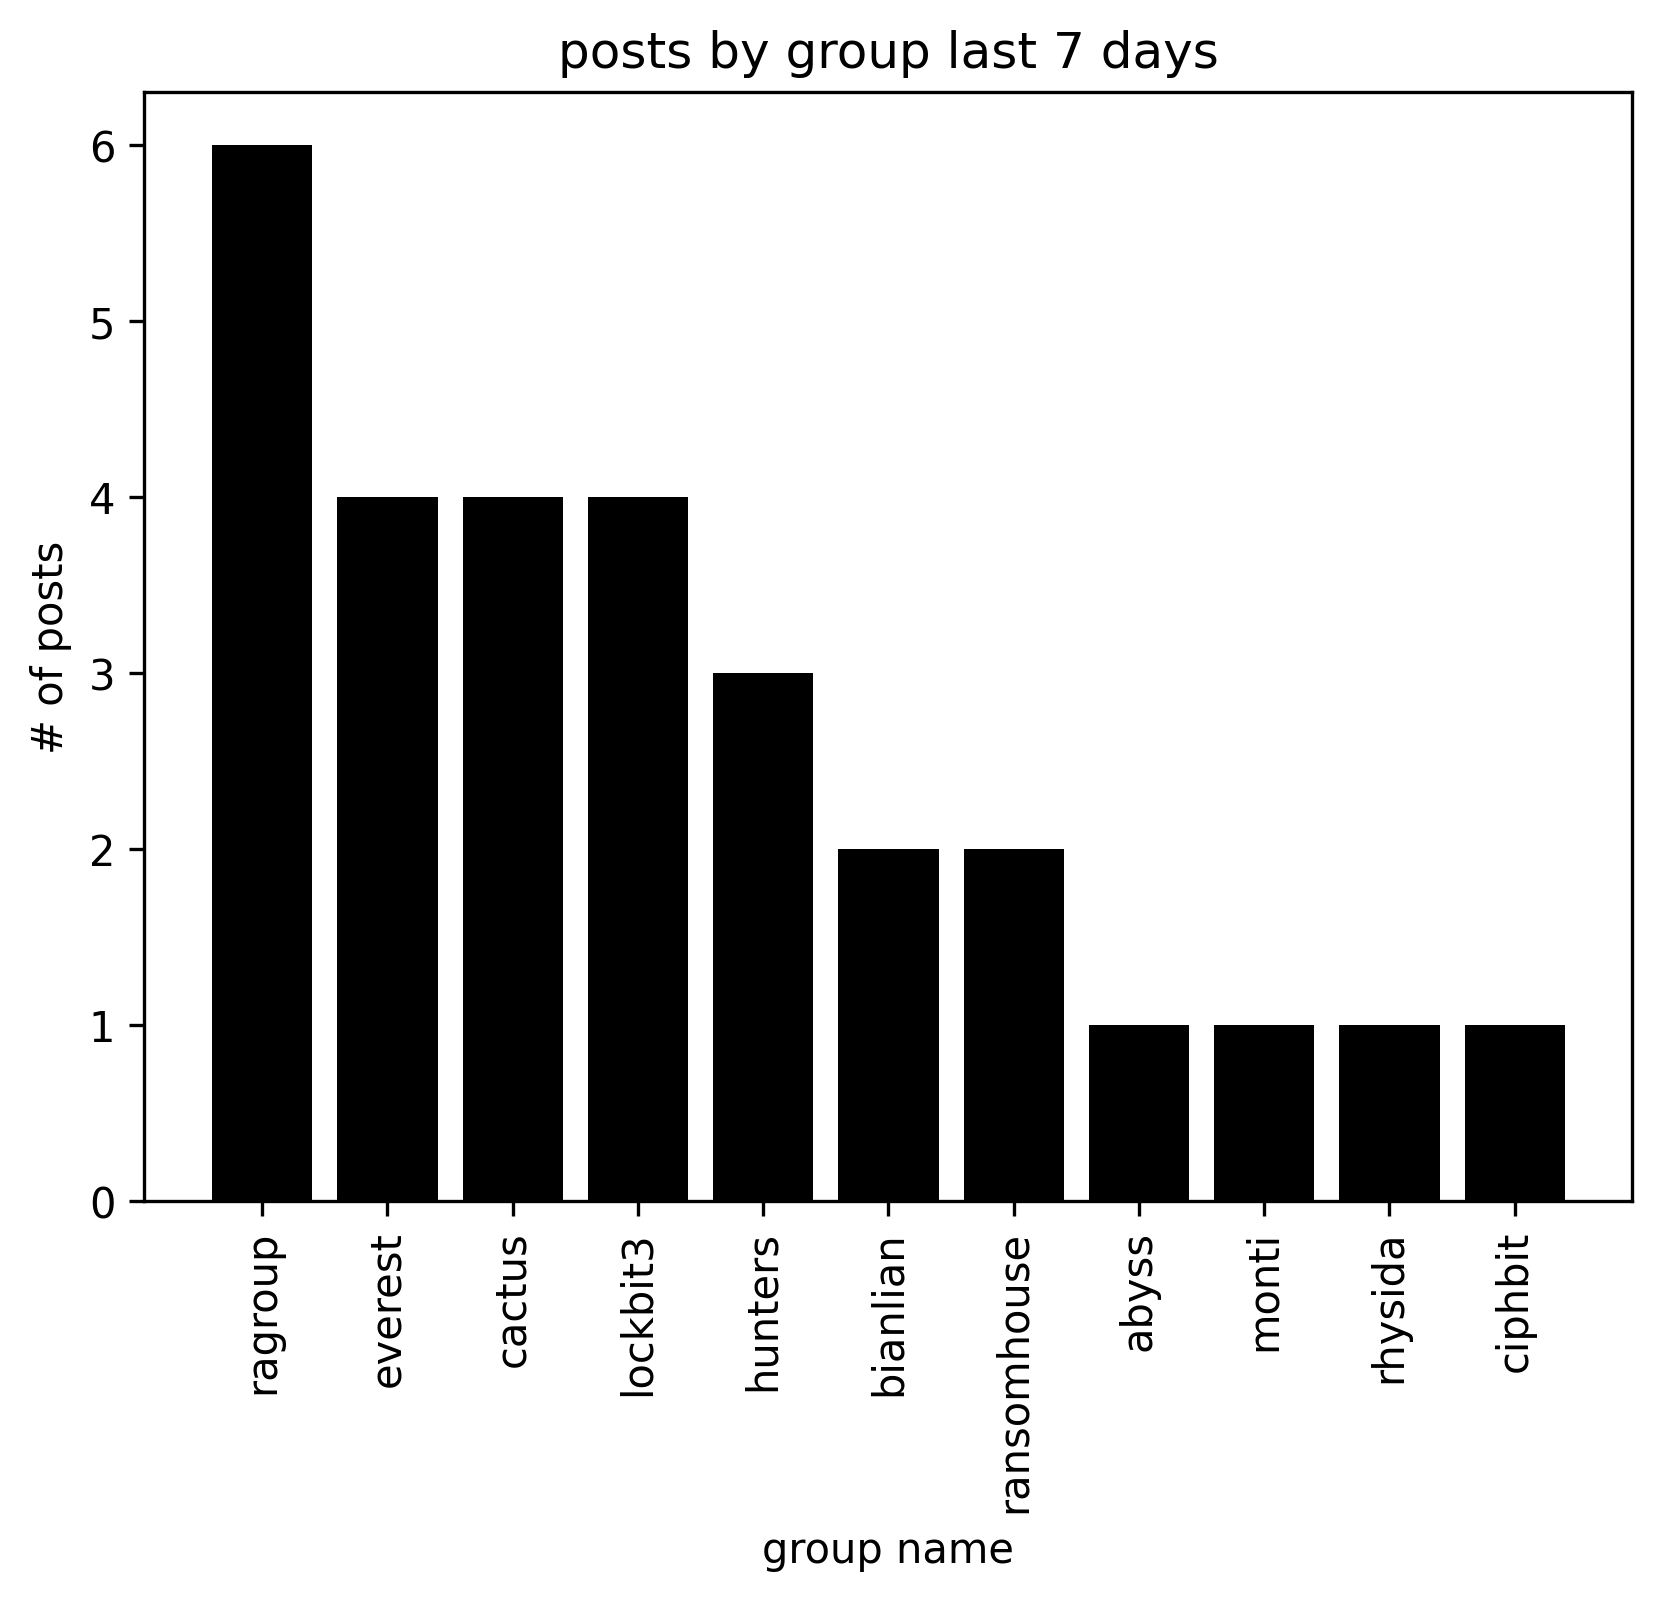 posts by group last 7 days
6
5
4
3
2
1
0
# of posts
ragroup
everest
cactus
lockbit3
hunters
bianlian
ransomhouse
abyss
monti
rhysida
ciphbit
group name